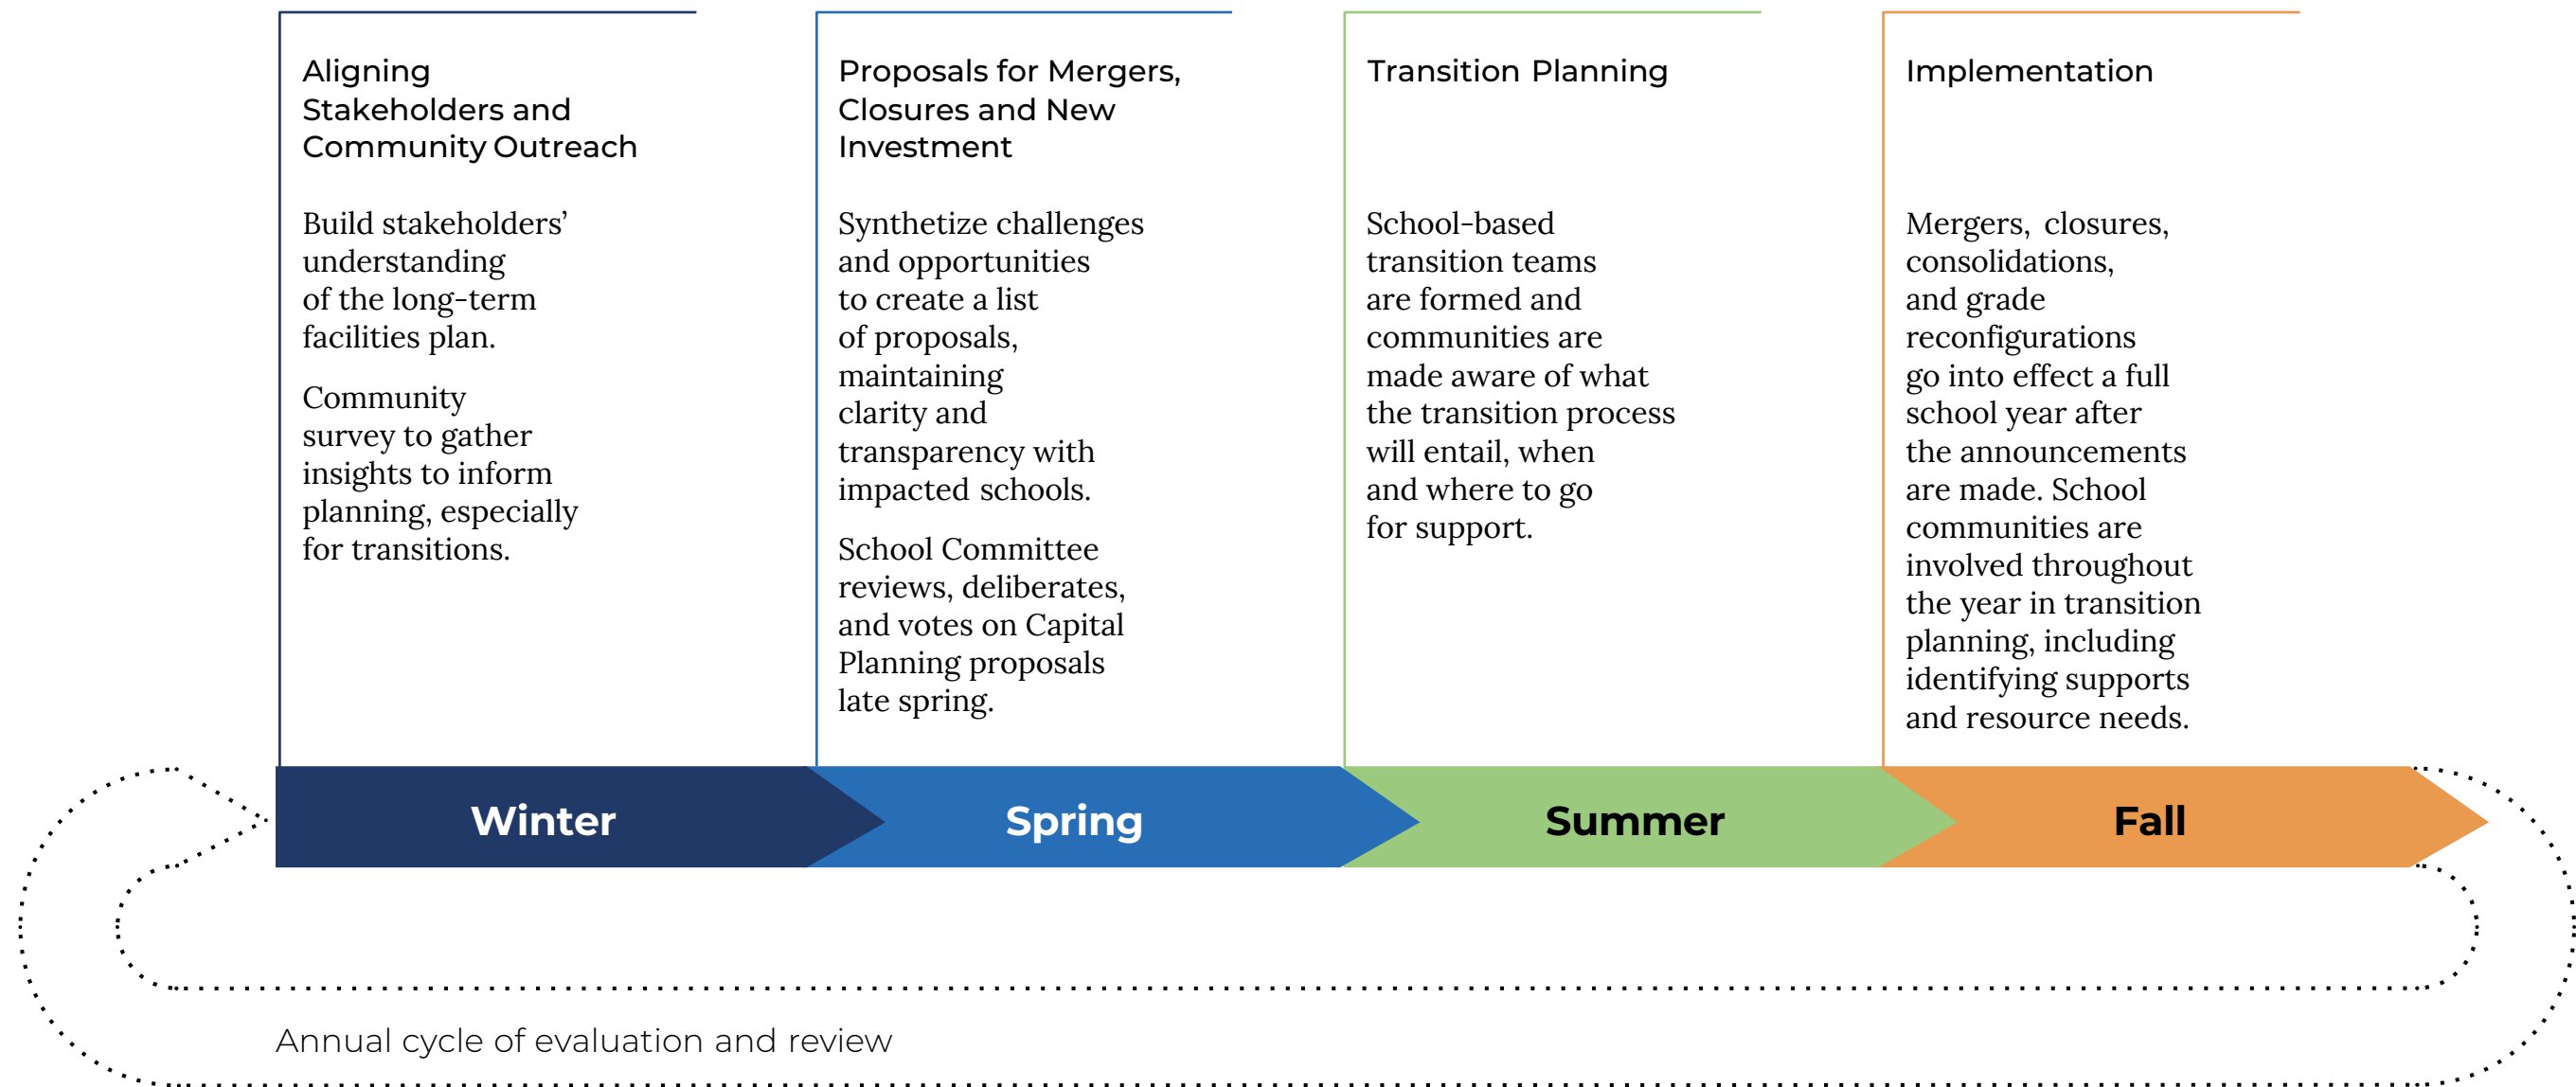 Aligning
Stakeholders and
Community Outreach
Build stakeholders’
understanding
of the long-term
facilities plan.
Community
survey to gather
insights to inform
planning, especially
for transitions.
Proposals for Mergers,
Closures and New
Investment
Synthetize challenges
and opportunities
to create a list
of proposals,
maintaining
clarity and
transparency with
impacted schools.
School Committee
reviews, deliberates,
and votes on Capital
Planning proposals
late spring.
Transition Planning
School-based
transition teams
are formed and
communities are
made aware of what
the transition process
will entail, when
and where to go
for support.
Implementation
Mergers, closures,
consolidations,
and grade
reconfigurations
go into effect a full
school year after
the announcements
are made. School
communities are
involved throughout
the year in transition
planning, including
identifying supports
and resource needs.
Winter
Spring
Summer
Fall
Annual cycle of evaluation and review